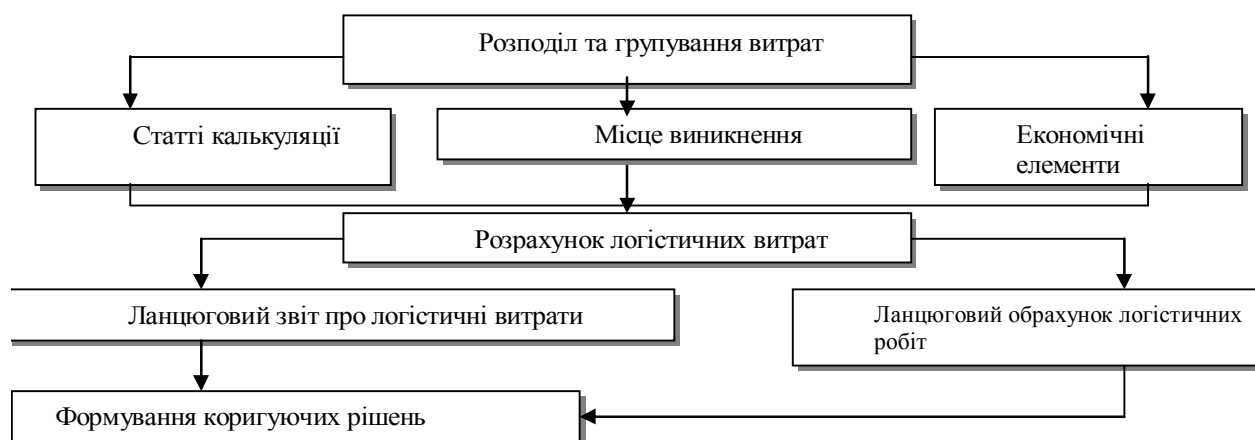 Розподіл та групування витрат
Статті калькуляції
Місце виникнення
Економічні
елементи
Розрахунок логістичних витрат
Ланцюговий звіт про логістичні витрати
Ланцюговий обрахунок логістичних
робіт
Формування коригуючих рішень